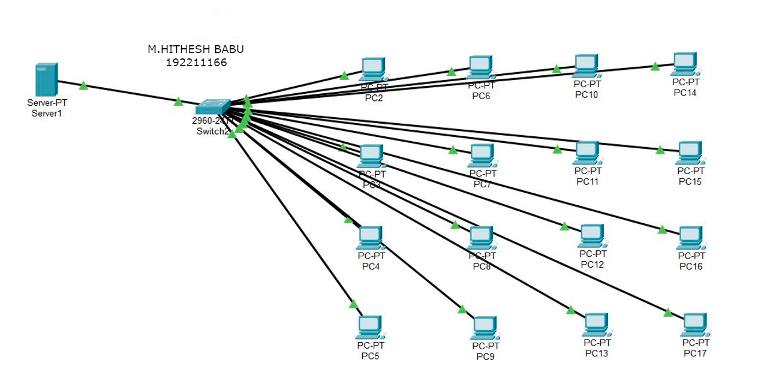 M.HITHESH BABU
192211166
Server-PT
Server1
2960-24TT
Switch2
PC-PT
PC2
PC-PT
PC6
PC-PT
PC10
PC-PT
PC14
PC-PT
PC3
PC-PT
PC7
PC-PT
PC11
PC-PT
PC15
PC-PT
PC4
PC-PT
PC8
PC-PT
PC12
PC-PT
PC16
PC-PT
PC5
PC-PT
PC9
PC-PT
PC13
PC-PT
PC17